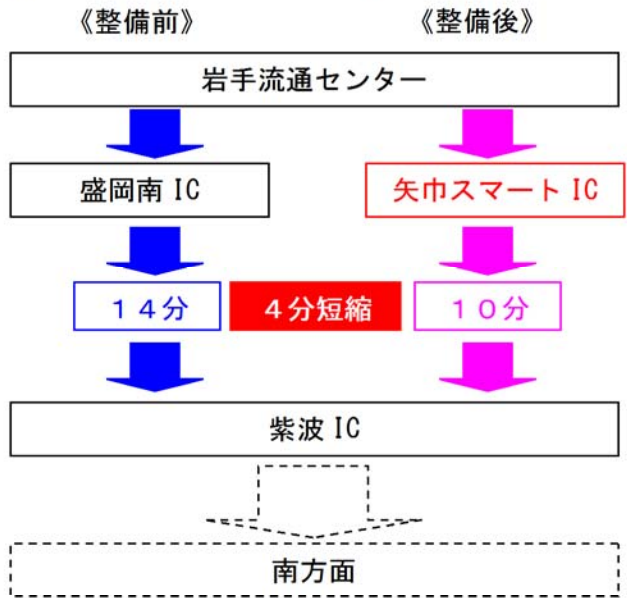 《整備前》 《整備後》
岩手流通センター
盛岡南 IC 矢巾スマート IC
１４分 ４分短縮 １０分
紫波 IC
南方面